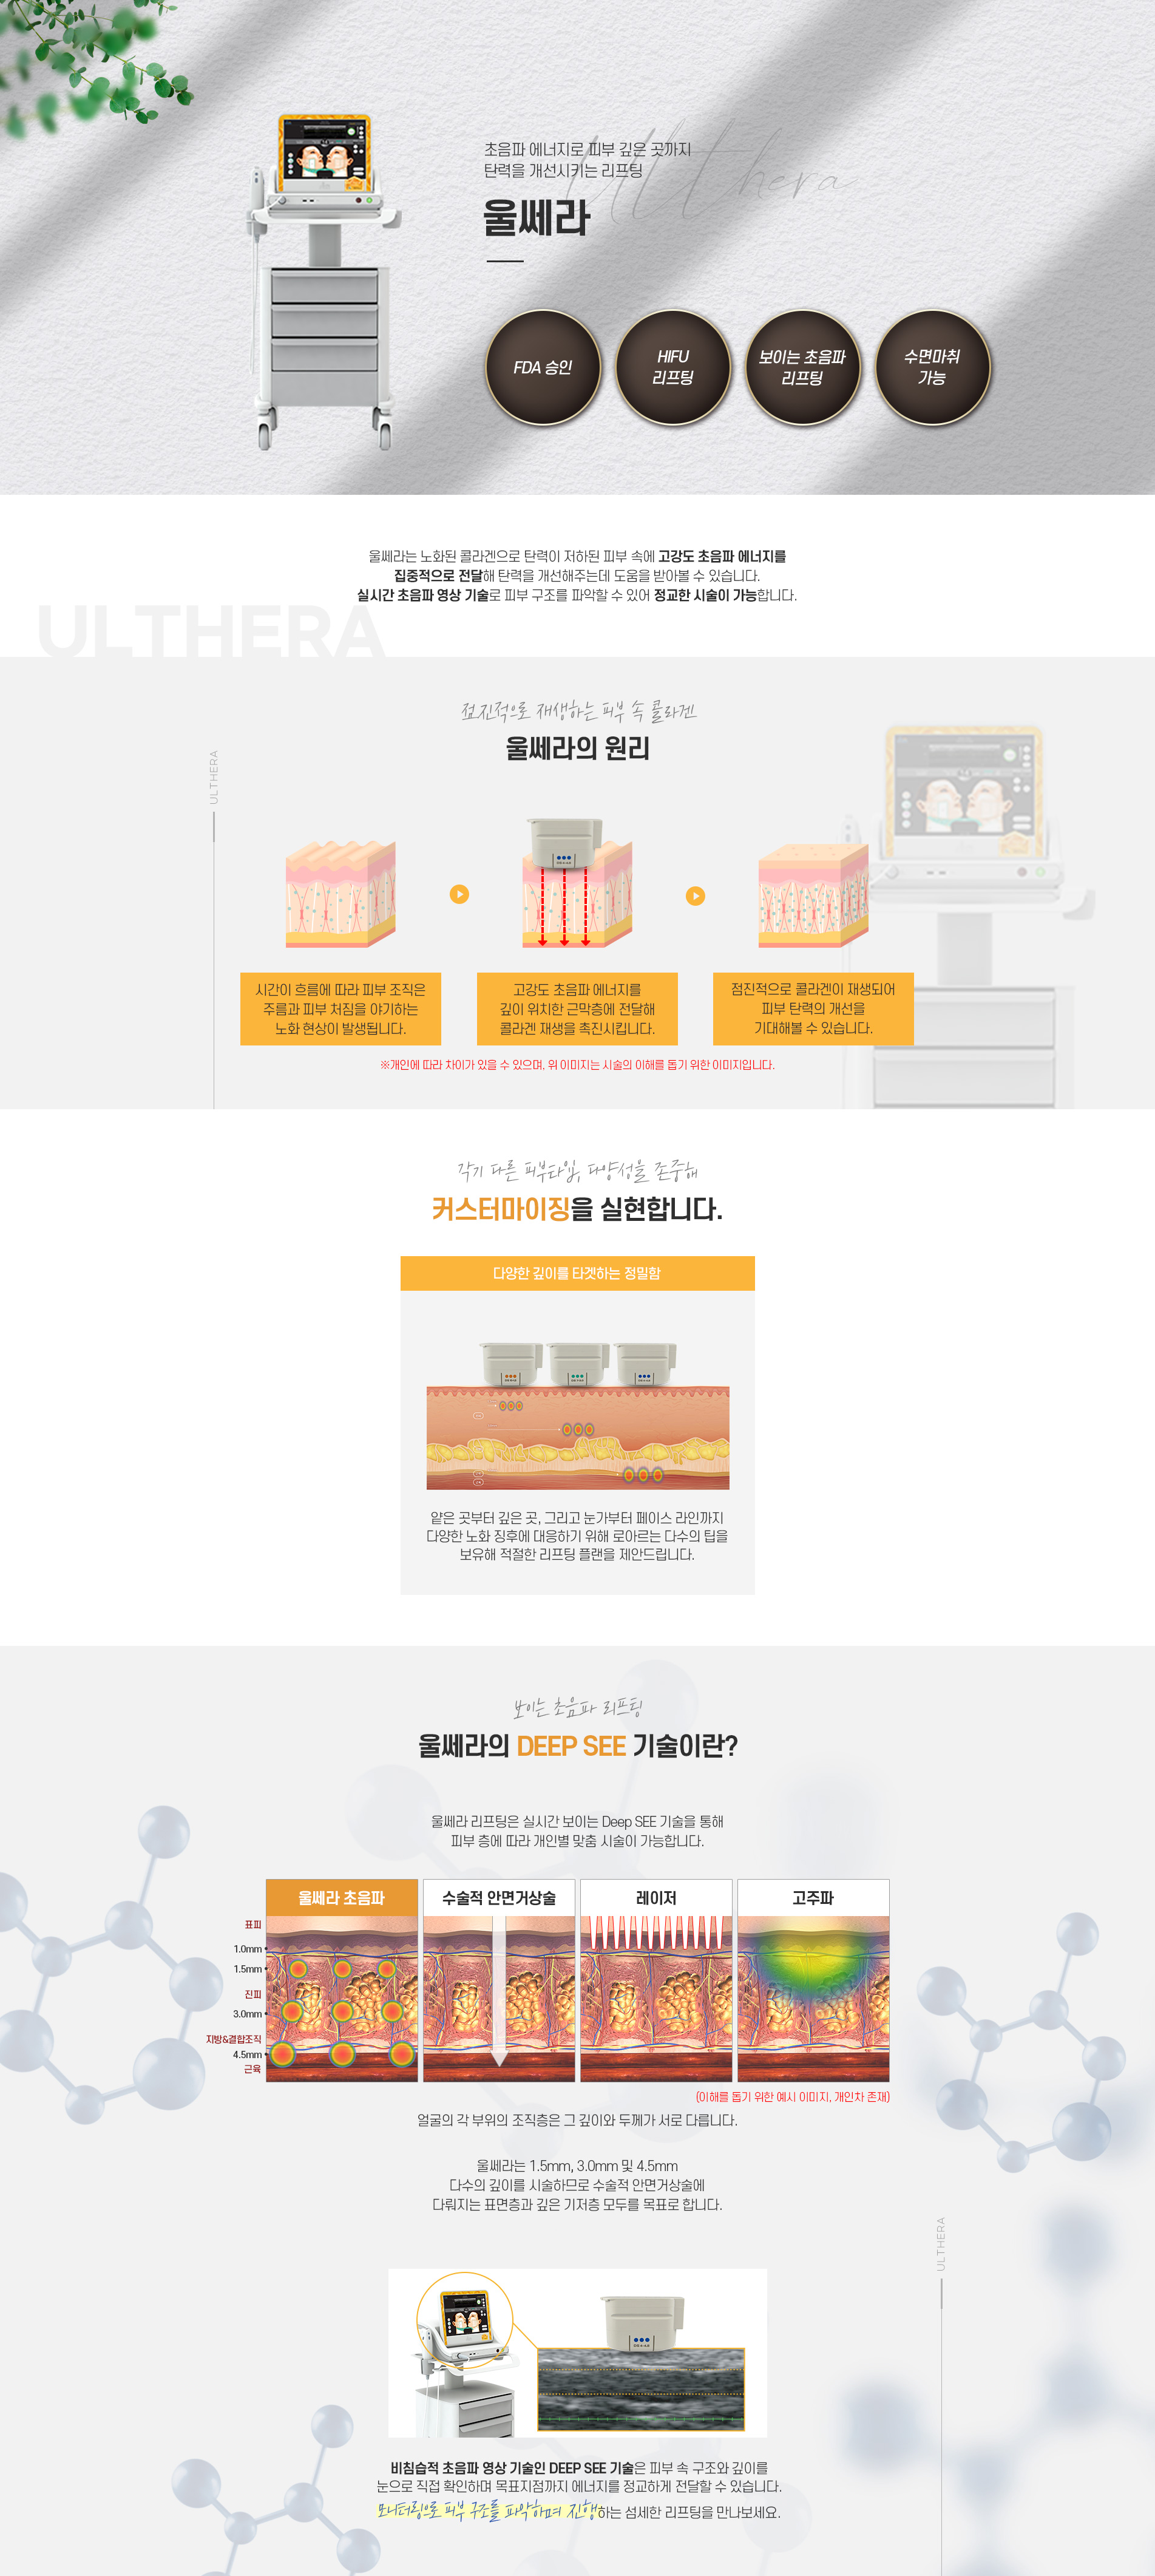 초음파 에너지로 피부 깊은 곳까지
탄력을 개선시키는 리프팅
Ulthera
울쎄라
FDA 승인
HIFU
리프팅
보이는 초음파
리프팅
수면마취
가능
울쎄라는 노화된 콜라겐으로 탄력이 저하된 피부 속에 고강도 초음파 에너지를
집중적으로 전달해 탄력을 개선해주는데 도움을 받아볼 수 있습니다.
실시간 초음파 영상 기술로 피부 구조를 파악할 수 있어 정교한 시술이 가능합니다.
ULTHERA
점진적으로 재생하는 피부 속 콜라겐
울쎄라의 원리
ULTHERA
시간이 흐름에 따라 피부 조직은
주름과 피부 처짐을 야기하는
노화 현상이 발생됩니다.
고강도 초음파 에너지를
깊이 위치한 근막층에 전달해
콜라겐 재생을 촉진시킵니다.
점진적으로 콜라겐이 재생되어
피부 탄력의 개선을
기대해볼 수 있습니다.
※개인에 따라 차이가 있을 수 있으며, 위 이미지는 시술의 이해를 돕기 위한 이미지입니다.
각기 다른 피부타입, 다양성을 존중해
커스터마이징을 실현합니다.
다양한 깊이를 타겟하는 정밀함
얕은 곳부터 깊은 곳, 그리고 눈가부터 페이스 라인까지
다양한 노화 징후에 대응하기 위해 로아르는 다수의 팁을
보유해 적절한 리프팅 플랜을 제안드립니다.
보이는 초음파 리프팅
울쎄라의 DEEP SEE 기술이란?
울쎄라 리프팅은 실시간 보이는 Deep SEE 기술을 통해
피부 층에 따라 개인별 맞춤 시술이 가능합니다.
울쎄라 초음파
수술적 안면거상술
레이저
고주파
표피
1.0mm
1.5mm
진피
3.0mm
지방&결합조직
4.5mm
근육
(이해를 돕기 위한 예시 이미지, 개인차 존재)
얼굴의 각 부위의 조직층은 그 깊이와 두께가 서로 다릅니다.
울쎄라는 1.5mm, 3.0mm 및 4.5mm
다수의 깊이를 시술하므로 수술적 안면거상술에
다뤄지는 표면층과 깊은 기저층 모두를 목표로 합니다.
ULTHERA
비침습적 초음파 영상 기술인 DEEP SEE 기술은 피부 속 구조와 깊이를
눈으로 직접 확인하며 목표지점까지 에너지를 정교하게 전달할 수 있습니다.
모니터링으로 피부 구조를 파악하며 진행하는 섬세한 리프팅을 만나보세요.